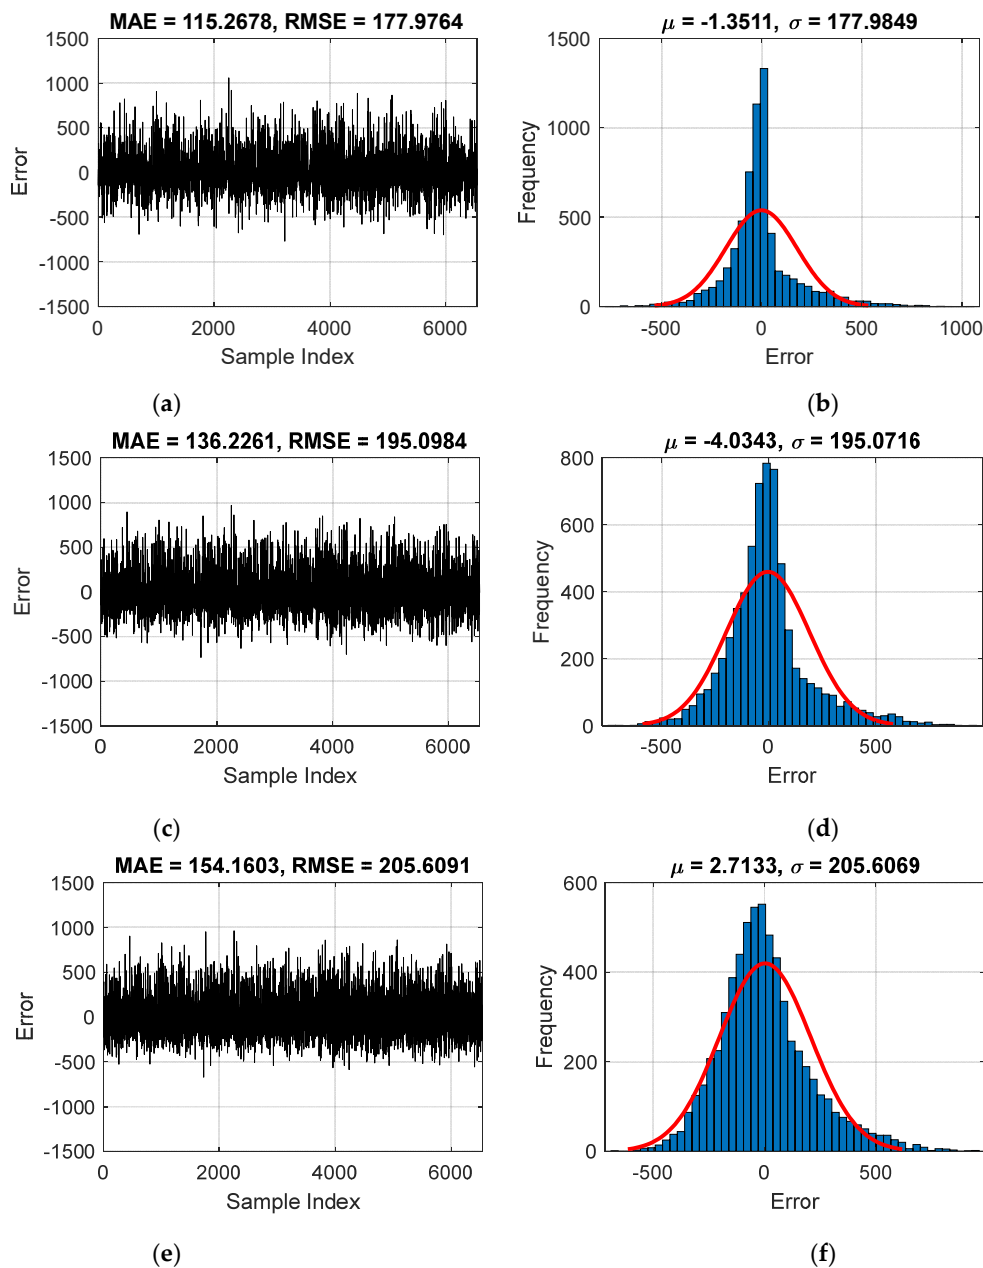 MAE = 115.2678, RMSE = 177.9764
1500
1000
500
0
-500
-1000
-1500
0 2000 4000 6000
Error
Sample Index
(a)
μ = -1.3511, σ = 177.9849
1500
1000
500
0
-500 0 500 1000
Frequency
Error
(b)
MAE = 136.2261, RMSE = 195.0984
1500
1000
500
0
-500
-1000
-1500
0 2000 4000 6000
Error
Sample Index
(c)
μ = -4.0343, σ = 195.0716
800
600
400
200
0
-500 0 500
Frequency
Error
(d)
MAE = 154.1603, RMSE = 205.6091
1500
1000
500
0
-500
-1000
-1500
0 2000 4000 6000
Error
Sample Index
(e)
μ = 2.7133, σ = 205.6069
600
400
200
0
-500 0 500
Frequency
Error
(f)